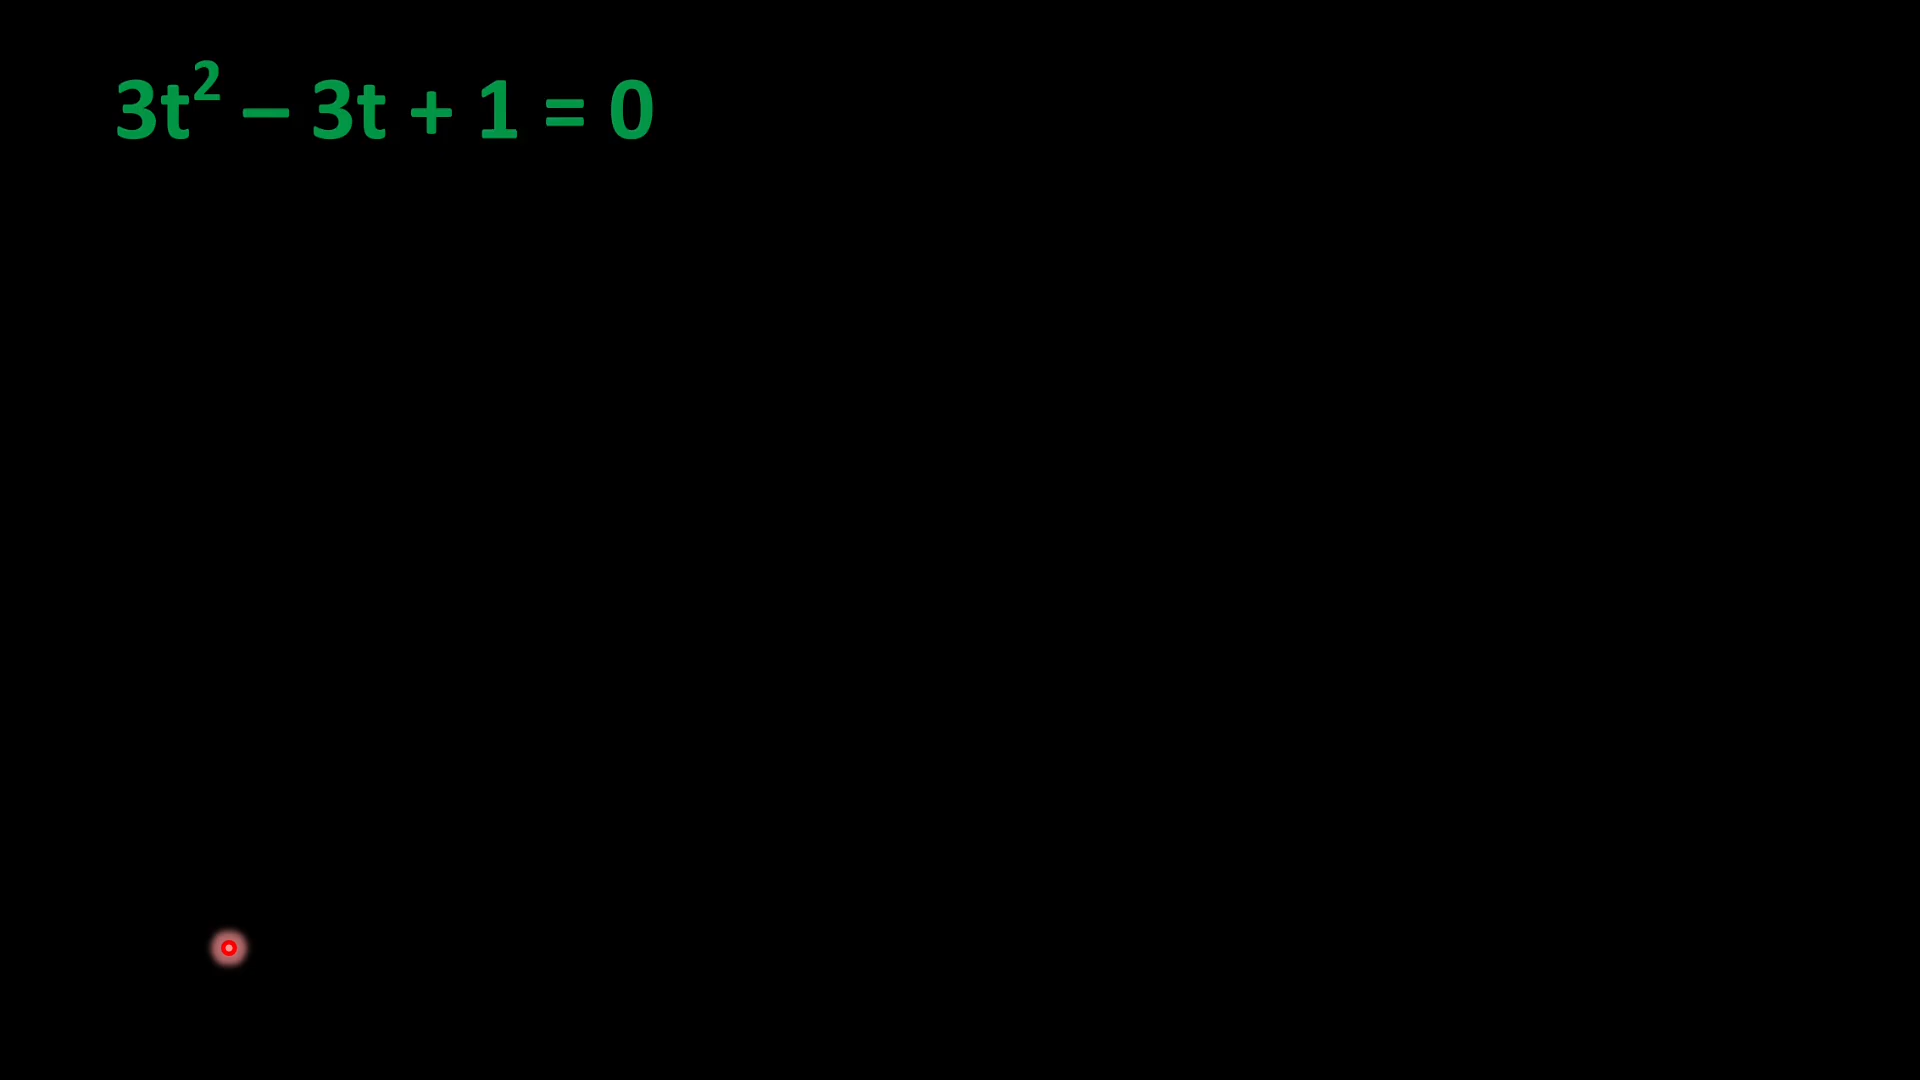 3t² – 3t + 1 = 0